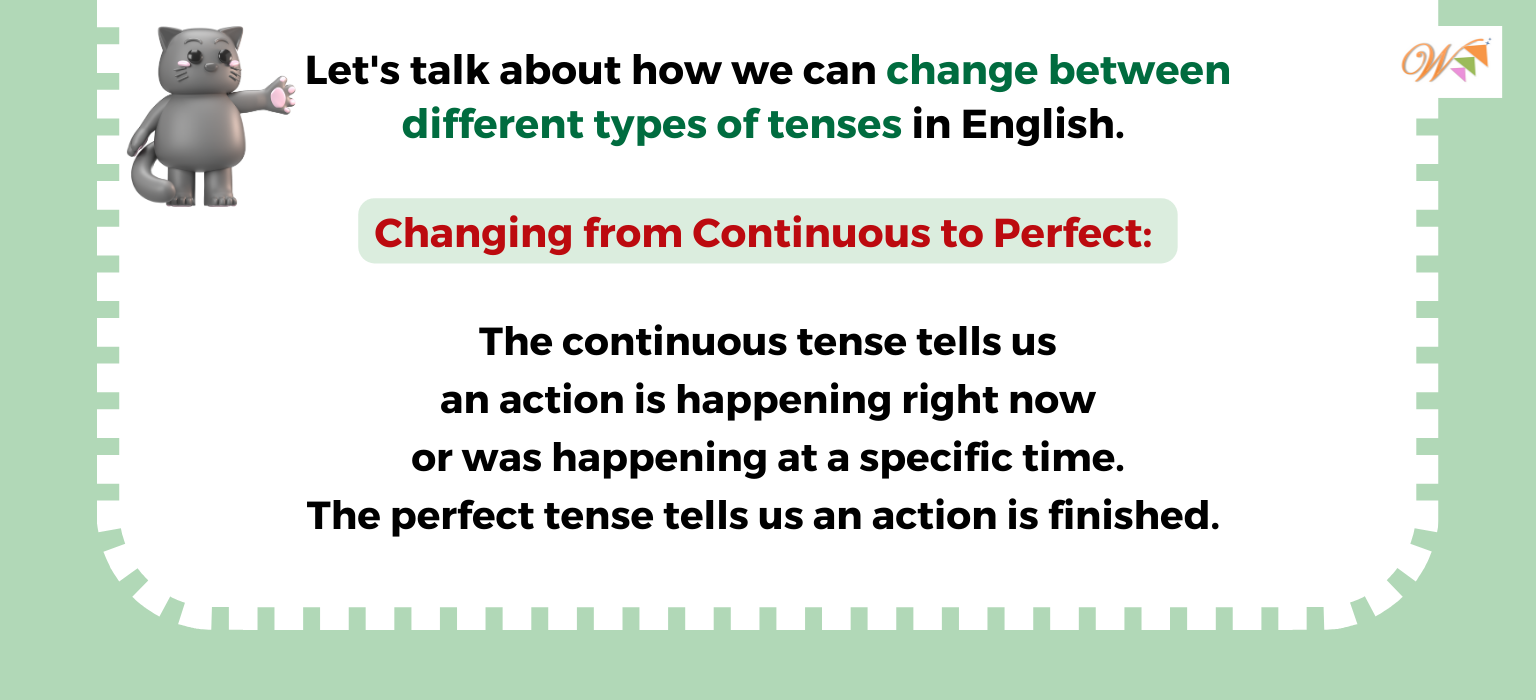 Let's talk about how we can change between
different types of tenses in English.
Changing from Continuous to Perfect:
The continuous tense tells us
an action is happening right now
or was happening at a specific time.
The perfect tense tells us an action is finished.
W